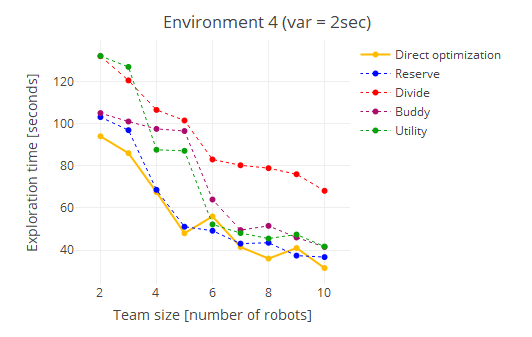 Environment 4 (var = 2sec)
Direct optimization
Reserve
Divide
Buddy
Utility
Exploration time [seconds]
120
100
80
60
40
2
4
6
8
10
Team size [number of robots]